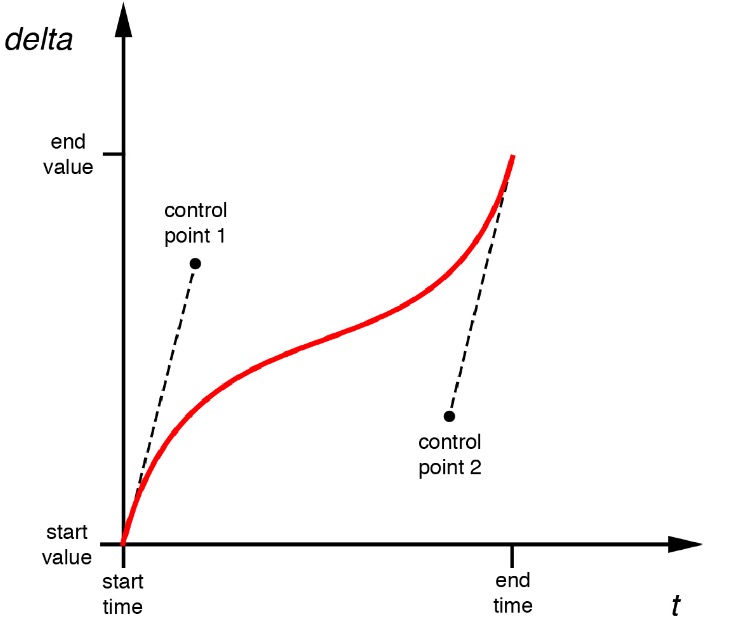 delta
end
value
control
point 1
control
point 2
start
value
start
time
end
time
t